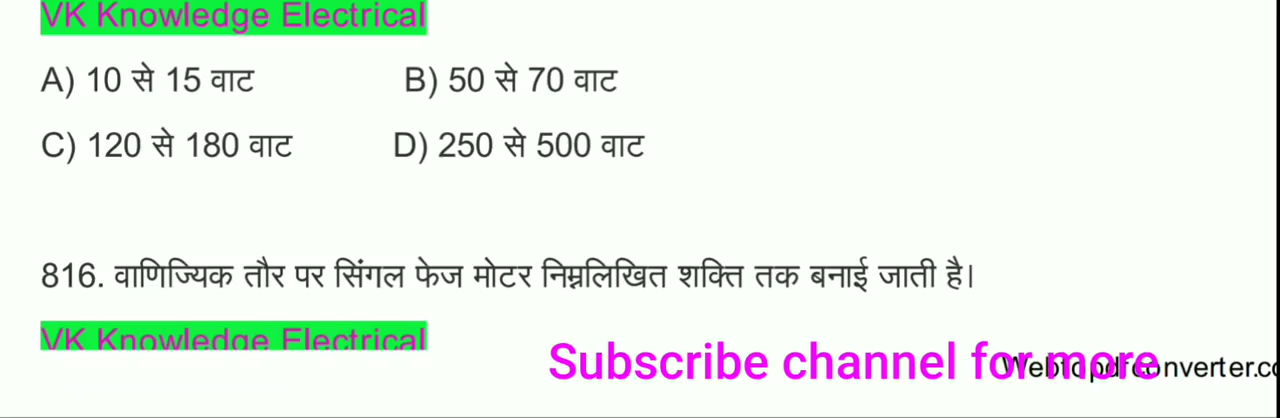 VK Knowledge Electrical
A) 10 से 15 वाट B) 50 से 70 वाट
C) 120 से 180 वाट D) 250 से 500 वाट
816. वाणिज्यिक तौर पर सिंगल फेज मोटर निम्नलिखित शक्ति तक बनाई जाती है।
VK Knowledge Electrical
Subscribe channel for more